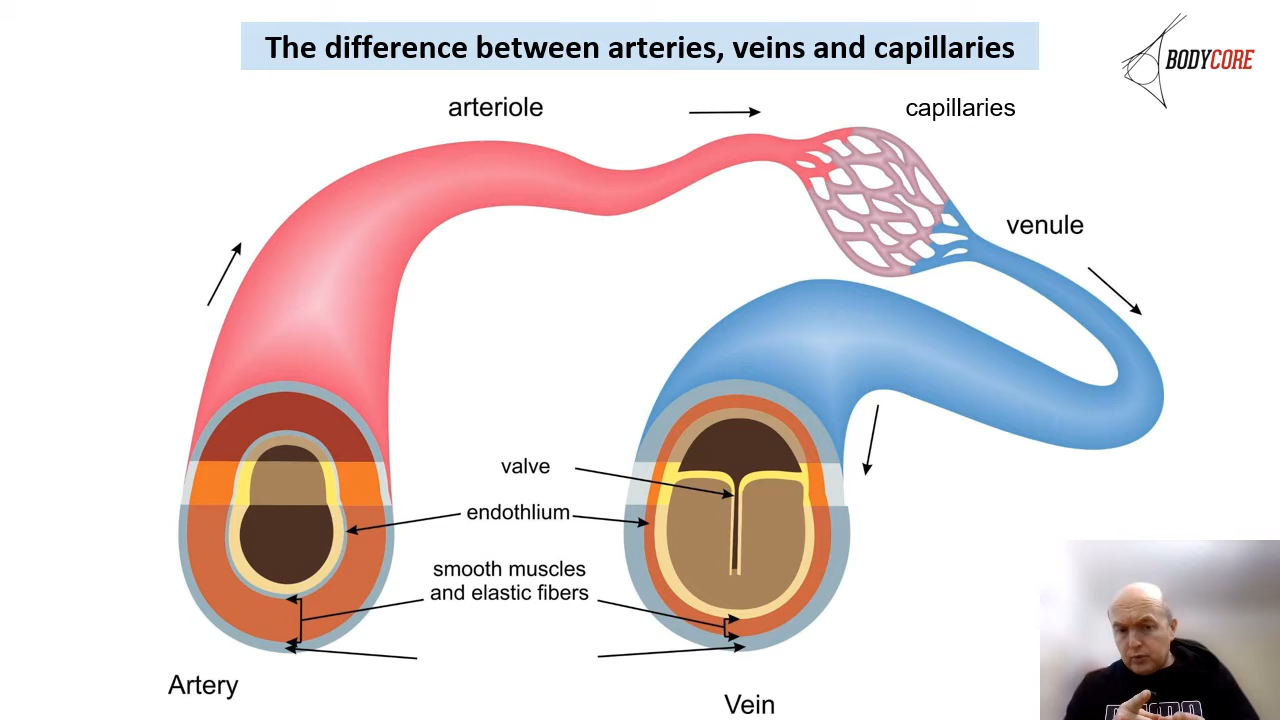 The difference between arteries, veins and capillaries
BODYCORE
arteriole
capillaries
venule
valve
endothlium
smooth muscles
and elastic fibers
Artery
Vein